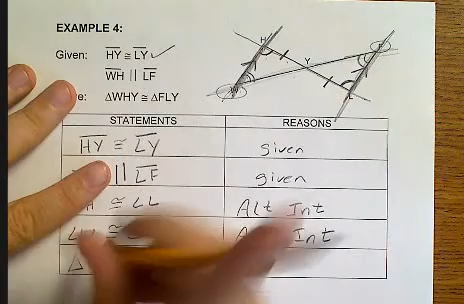 EXAMPLE 4:
Given: HY ≅ LY ✓
WH || LF
e: ΔWHY ≅ ΔFLY
H
Y
STATEMENTS REASONS
HY ≅ LY given
|| LF given
≅ ∠L Alt Int
≅ Int
Δ